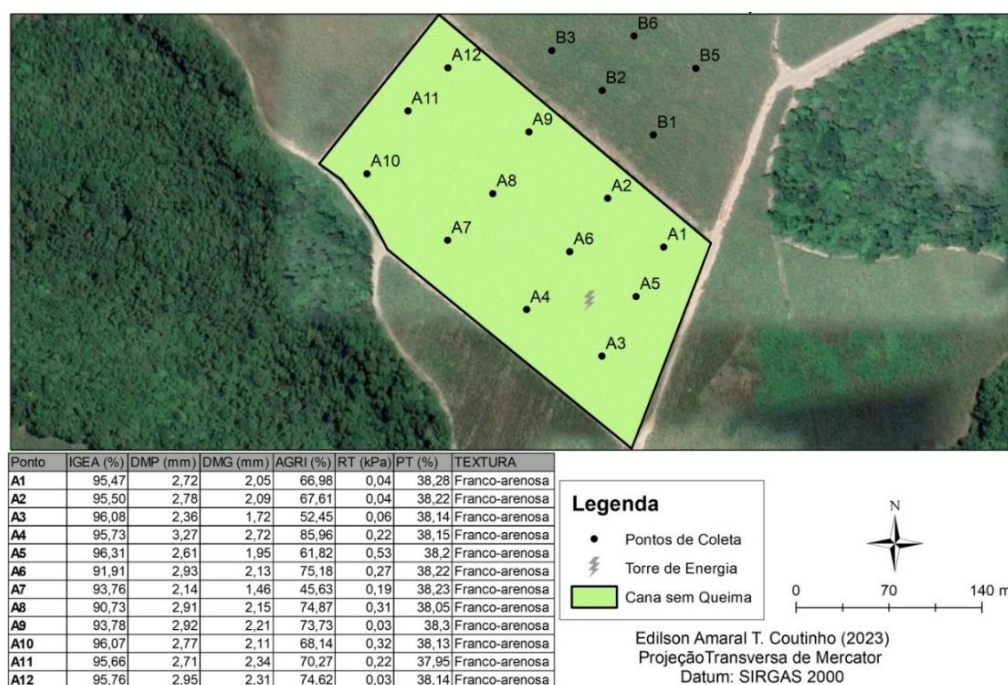 B6
B3
A12
B5
B2
A11
A9
B1
A10
A8
A2
A7
A6
A1
A5
A4
A3
Ponto IGEA (%) DMP (mm) DMG (mm) AGRI (%) RT (kPa) PT (%) TEXTURA
A1 95,47 2,72 2,05 66,98 0,04 38,28 Franco-arenosa
A2 95,50 2,78 2,09 67,61 0,04 38,22 Franco-arenosa
A3 96,08 2,36 1,72 52,45 0,06 38,14 Franco-arenosa
A4 95,73 3,27 2,72 85,96 0,22 38,15 Franco-arenosa
A5 96,31 2,61 1,95 61,82 0,53 38,2 Franco-arenosa
A6 91,91 2,93 2,13 75,18 0,27 38,22 Franco-arenosa
A7 93,76 2,14 1,46 45,63 0,19 38,23 Franco-arenosa
A8 90,73 2,91 2,15 74,87 0,31 38,05 Franco-arenosa
A9 93,78 2,92 2,21 73,73 0,03 38,3 Franco-arenosa
A10 96,07 2,77 2,11 68,14 0,32 38,13 Franco-arenosa
A11 95,66 2,71 2,34 70,27 0,22 37,95 Franco-arenosa
A12 95,76 2,95 2,31 74,62 0,03 38,14 Franco-arenosa
Legenda
Pontos de Coleta
Torre de Energia
Cana sem Queima
N
0 70 140 m
Edilson Amaral T. Coutinho (2023)
ProjeçãoTransversa de Mercator
Datum: SIRGAS 2000